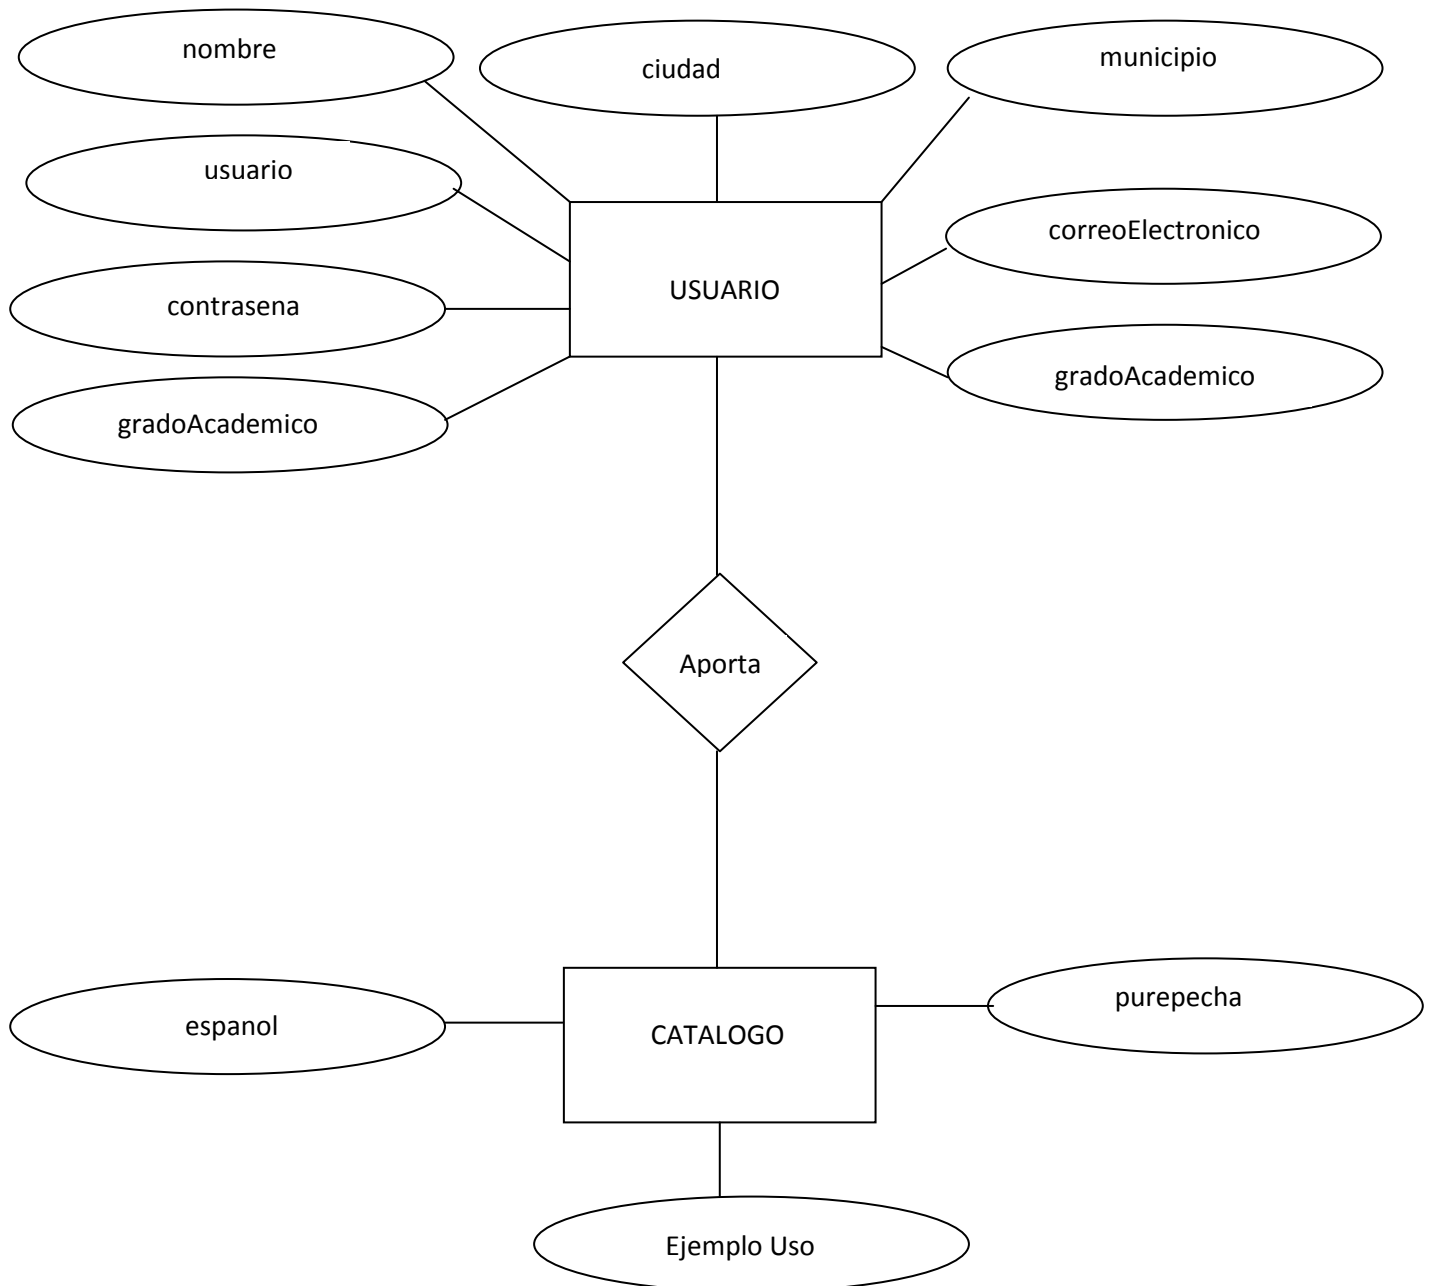 nombre
ciudad
municipio
usuario
correoElectronico
USUARIO
contrasena
gradoAcademico
gradoAcademico
Aporta
purepecha
espanol
CATALOGO
Ejemplo Uso